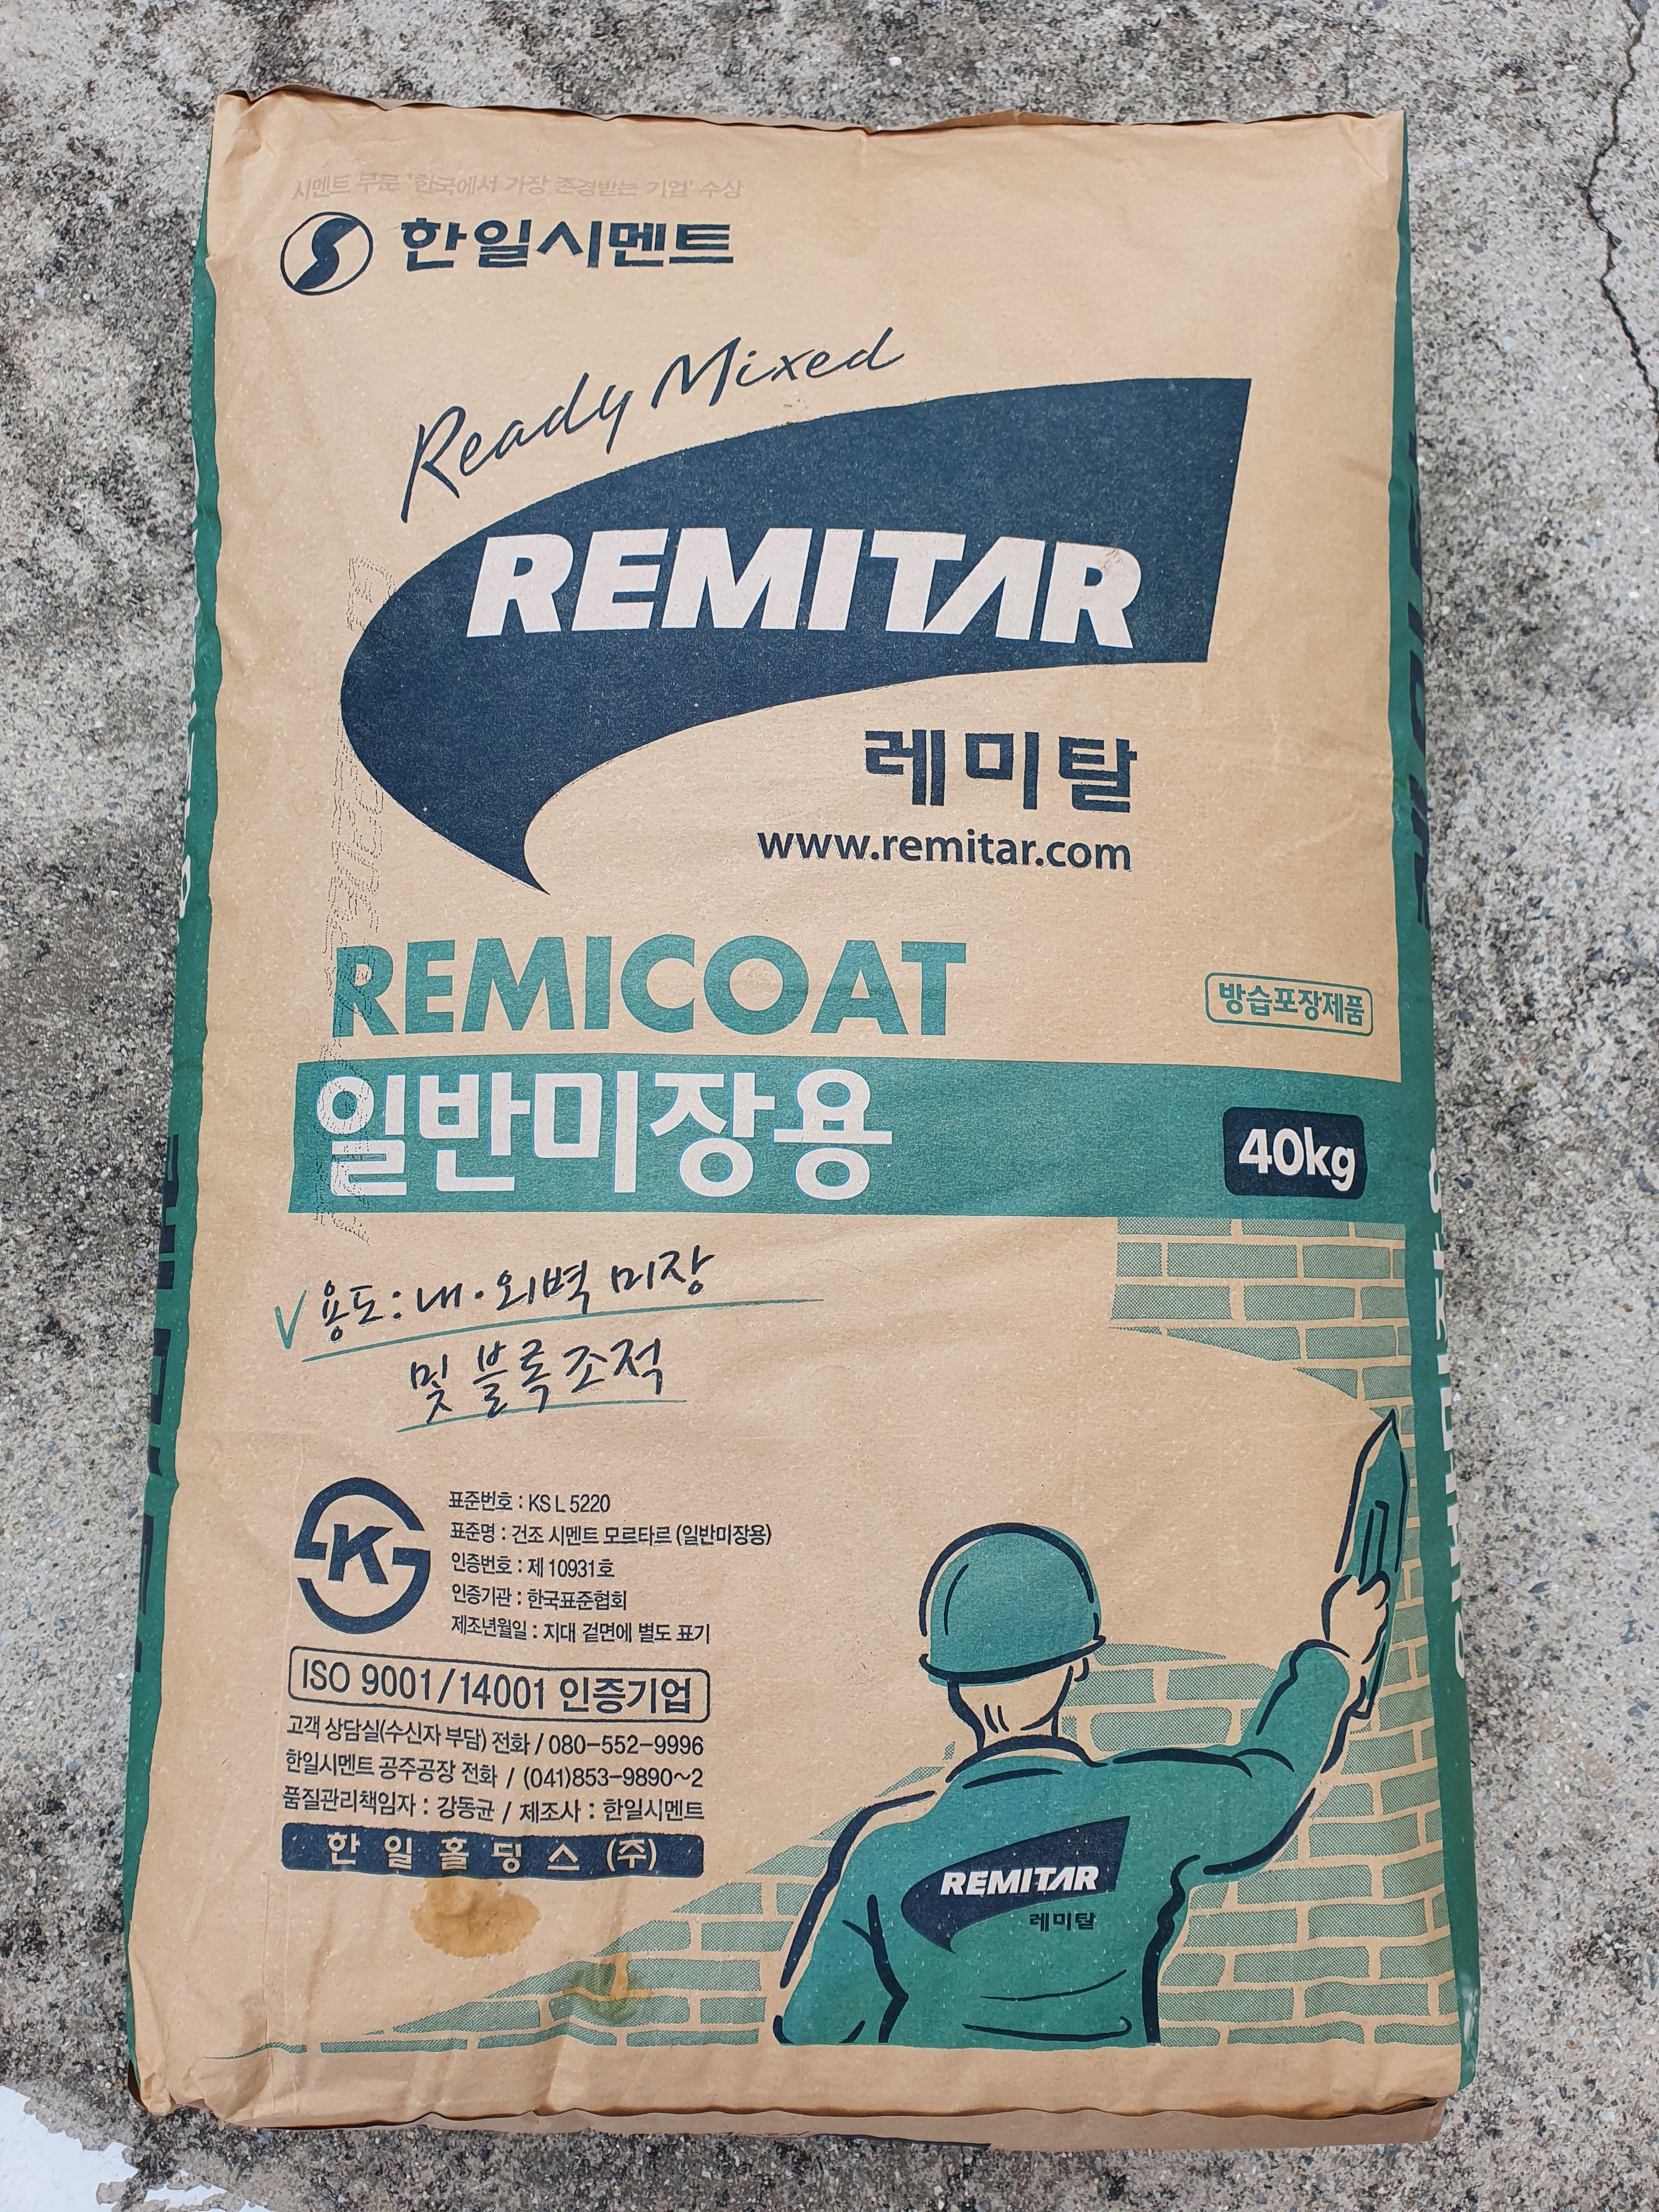 시멘트 부문 '한국에서 가장 존경받는 기업' 수상
한일시멘트
Ready Mixed
REMITAR
레미탈
www.remitar.com
REMICOAT
방습포장제품
일반미장용
40kg
용도: 내·외벽 미장
및 블록조적
K
표준번호 : KS L 5220
표준명 : 건조 시멘트 모르타르 (일반미장용)
인증번호 : 제 10931호
인증기관 : 한국표준협회
제조년월일 : 지대 겉면에 별도 표기
ISO 9001/14001 인증기업
고객 상담실(수신자 부담) 전화 / 080-552-9996
한일시멘트 공주공장 전화 / (041)853-9890~2
품질관리책임자 : 강동균 / 제조사 : 한일시멘트
한일홀딩스 (주)
REMITAR
레미탈